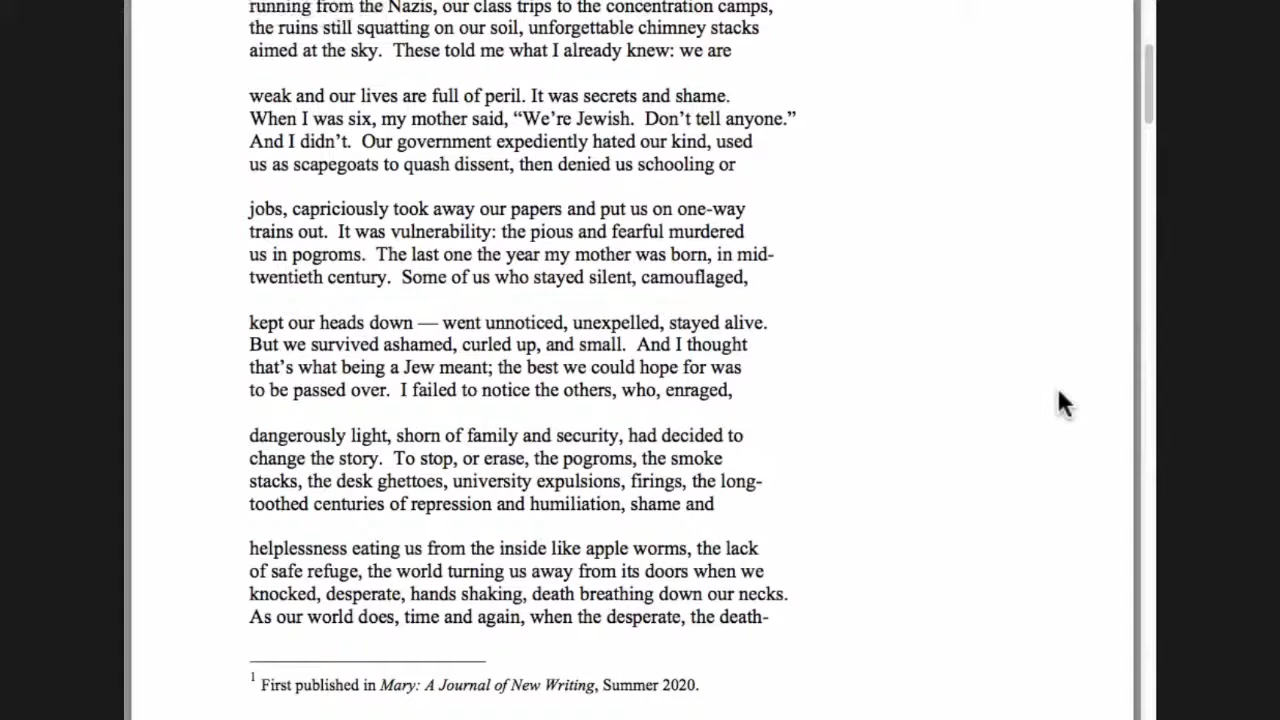 running from the Nazis, our class trips to the concentration camps,
the ruins still squatting on our soil, unforgettable chimney stacks
aimed at the sky.  These told me what I already knew: we are
weak and our lives are full of peril. It was secrets and shame.
When I was six, my mother said, “We’re Jewish.  Don’t tell anyone.”
And I didn’t.  Our government expediently hated our kind, used
us as scapegoats to quash dissent, then denied us schooling or
jobs, capriciously took away our papers and put us on one-way
trains out.  It was vulnerability: the pious and fearful murdered
us in pogroms.  The last one the year my mother was born, in mid-
twentieth century.  Some of us who stayed silent, camouflaged,
kept our heads down — went unnoticed, unexpelled, stayed alive.
But we survived ashamed, curled up, and small.  And I thought
that’s what being a Jew meant; the best we could hope for was
to be passed over.  I failed to notice the others, who, enraged,
dangerously light, shorn of family and security, had decided to
change the story.  To stop, or erase, the pogroms, the smoke
stacks, the desk ghettoes, university expulsions, firings, the long-
toothed centuries of repression and humiliation, shame and
helplessness eating us from the inside like apple worms, the lack
of safe refuge, the world turning us away from its doors when we
knocked, desperate, hands shaking, death breathing down our necks.
As our world does, time and again, when the desperate, the death-
1 First published in Mary: A Journal of New Writing, Summer 2020.